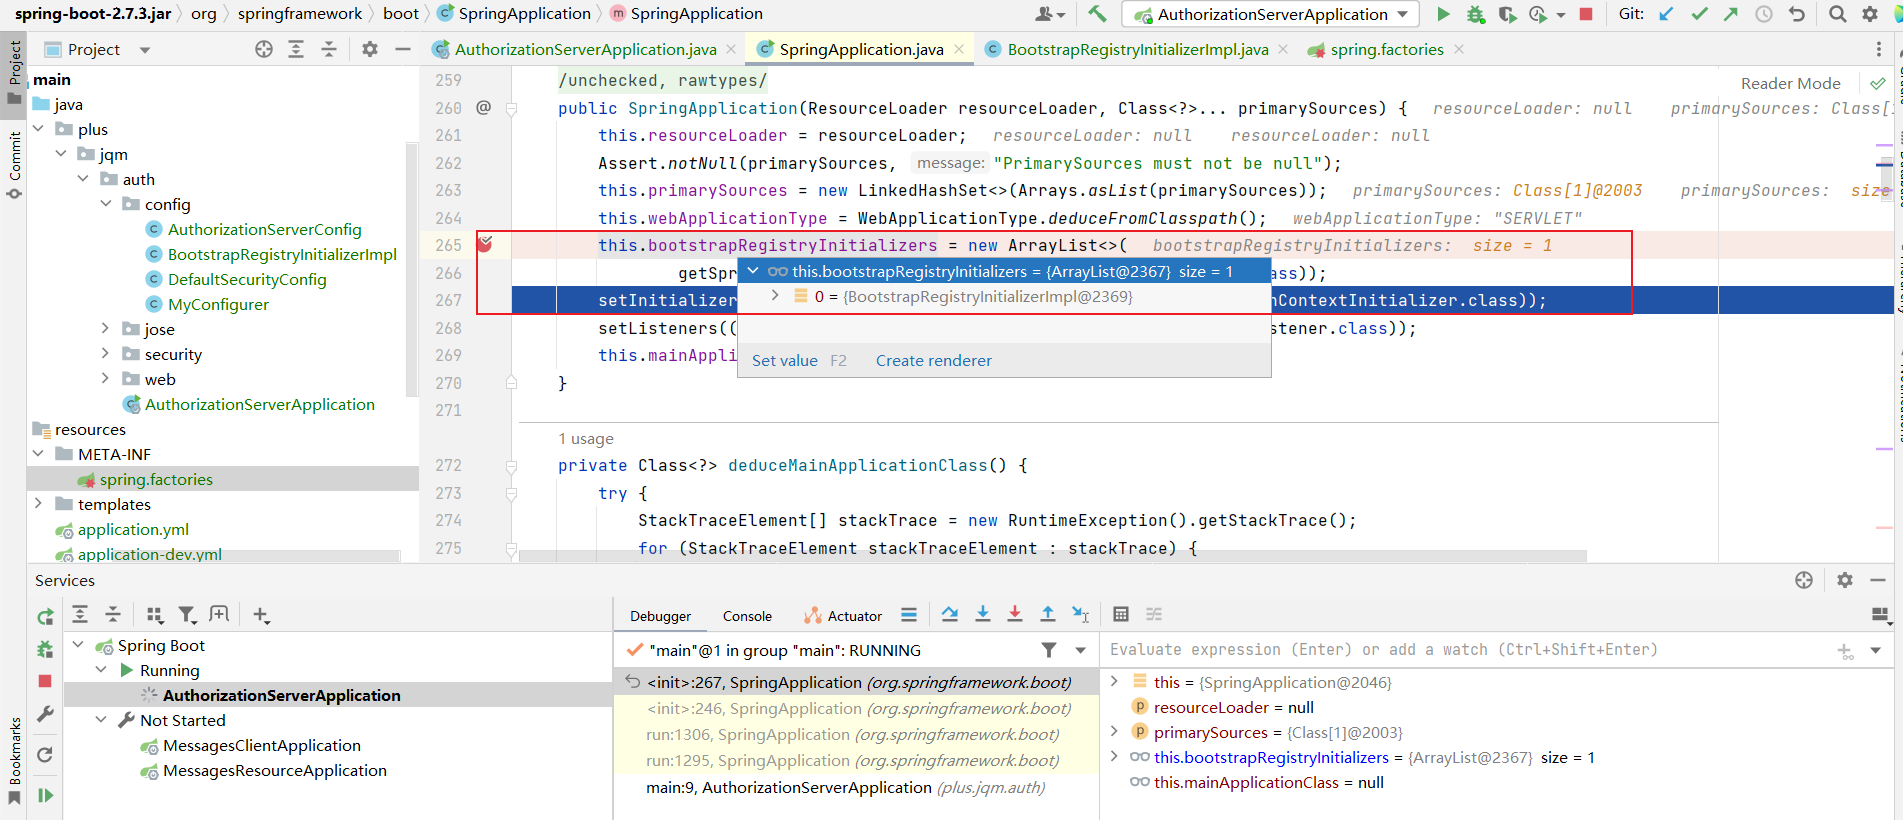 spring-boot-2.7.3.jar › org › springframework › boot › SpringApplication › SpringApplication
AuthorizationServerApplication
Git:
Project
AuthorizationServerApplication.java
SpringApplication.java
BootstrapRegistryInitializerImpl.java
spring.factories
Project
Commit
Bookmarks
main
java
plus
jqm
auth
config
AuthorizationServerConfig
BootstrapRegistryInitializerImpl
DefaultSecurityConfig
MyConfigurer
jose
security
web
AuthorizationServerApplication
resources
META-INF
spring.factories
templates
application.yml
application-dev.yml
Reader Mode
259 /unchecked, rawtypes/
260 @ public SpringApplication(ResourceLoader resourceLoader, Class<?>... primarySources) { resourceLoader: null primarySources: Class[1
261 this.resourceLoader = resourceLoader; resourceLoader: null resourceLoader: null
262 Assert.notNull(primarySources, message: "PrimarySources must not be null");
263 this.primarySources = new LinkedHashSet<>(Arrays.asList(primarySources)); primarySources: Class[1]@2003 primarySources: size
264 this.webApplicationType = WebApplicationType.deduceFromClasspath(); webApplicationType: "SERVLET"
265 this.bootstrapRegistryInitializers = new ArrayList<>( bootstrapRegistryInitializers: size = 1
266 getSpr ass));
267 setInitializer nContextInitializer.class));
268 setListeners(( stener.class));
269 this.mainAppli
270 }
271
this.bootstrapRegistryInitializers = {ArrayList@2367} size = 1
0 = {BootstrapRegistryInitializerImpl@2369}
Set value F2 Create renderer
1 usage
272 private Class<?> deduceMainApplicationClass() {
273 try {
274 StackTraceElement[] stackTrace = new RuntimeException().getStackTrace();
275 for (StackTraceElement stackTraceElement : stackTrace) {
Services
Spring Boot
Running
AuthorizationServerApplication
Not Started
MessagesClientApplication
MessagesResourceApplication
Debugger Console Actuator
"main"@1 in group "main": RUNNING
<init>:267, SpringApplication (org.springframework.boot)
<init>:246, SpringApplication (org.springframework.boot)
run:1306, SpringApplication (org.springframework.boot)
run:1295, SpringApplication (org.springframework.boot)
main:9, AuthorizationServerApplication (plus.jqm.auth)
Evaluate expression (Enter) or add a watch (Ctrl+Shift+Enter)
this = {SpringApplication@2046}
resourceLoader = null
primarySources = {Class[1]@2003}
this.bootstrapRegistryInitializers = {ArrayList@2367} size = 1
this.mainApplicationClass = null